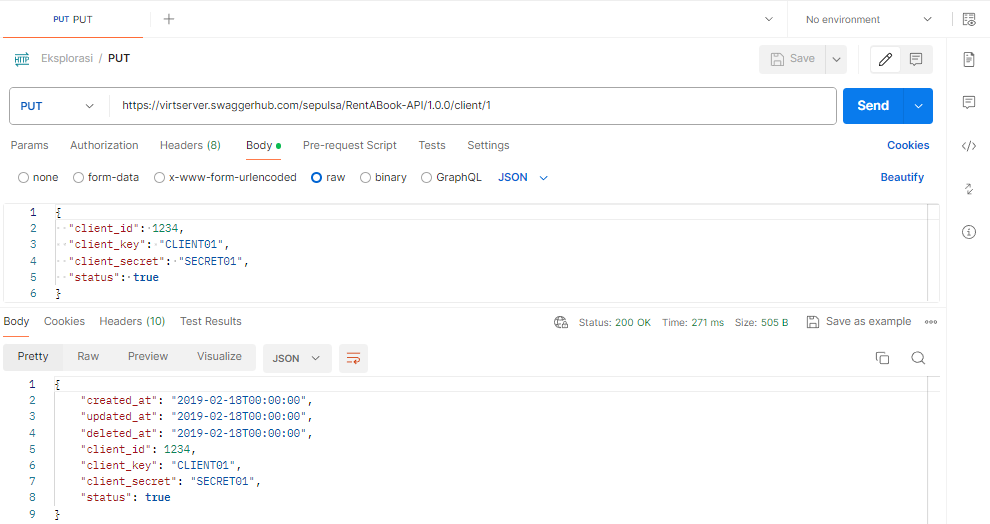 PUT PUT
No environment
HTTP Eksplorasi / PUT Save
PUT https://virtserver.swaggerhub.com/sepulsa/RentABook-API/1.0.0/client/1 Send
Params Authorization Headers (8) Body Pre-request Script Tests Settings Cookies
none form-data x-www-form-urlencoded raw binary GraphQL JSON Beautify
1 {
2 "client_id": 1234,
3 "client_key": "CLIENT01",
4 "client_secret": "SECRET01",
5 "status": true
6 }
Body Cookies Headers (10) Test Results Status: 200 OK Time: 271 ms Size: 505 B Save as example
Pretty Raw Preview Visualize JSON
1 {
2 "created_at": "2019-02-18T00:00:00",
3 "updated_at": "2019-02-18T00:00:00",
4 "deleted_at": "2019-02-18T00:00:00",
5 "client_id": 1234,
6 "client_key": "CLIENT01",
7 "client_secret": "SECRET01",
8 "status": true
9 }